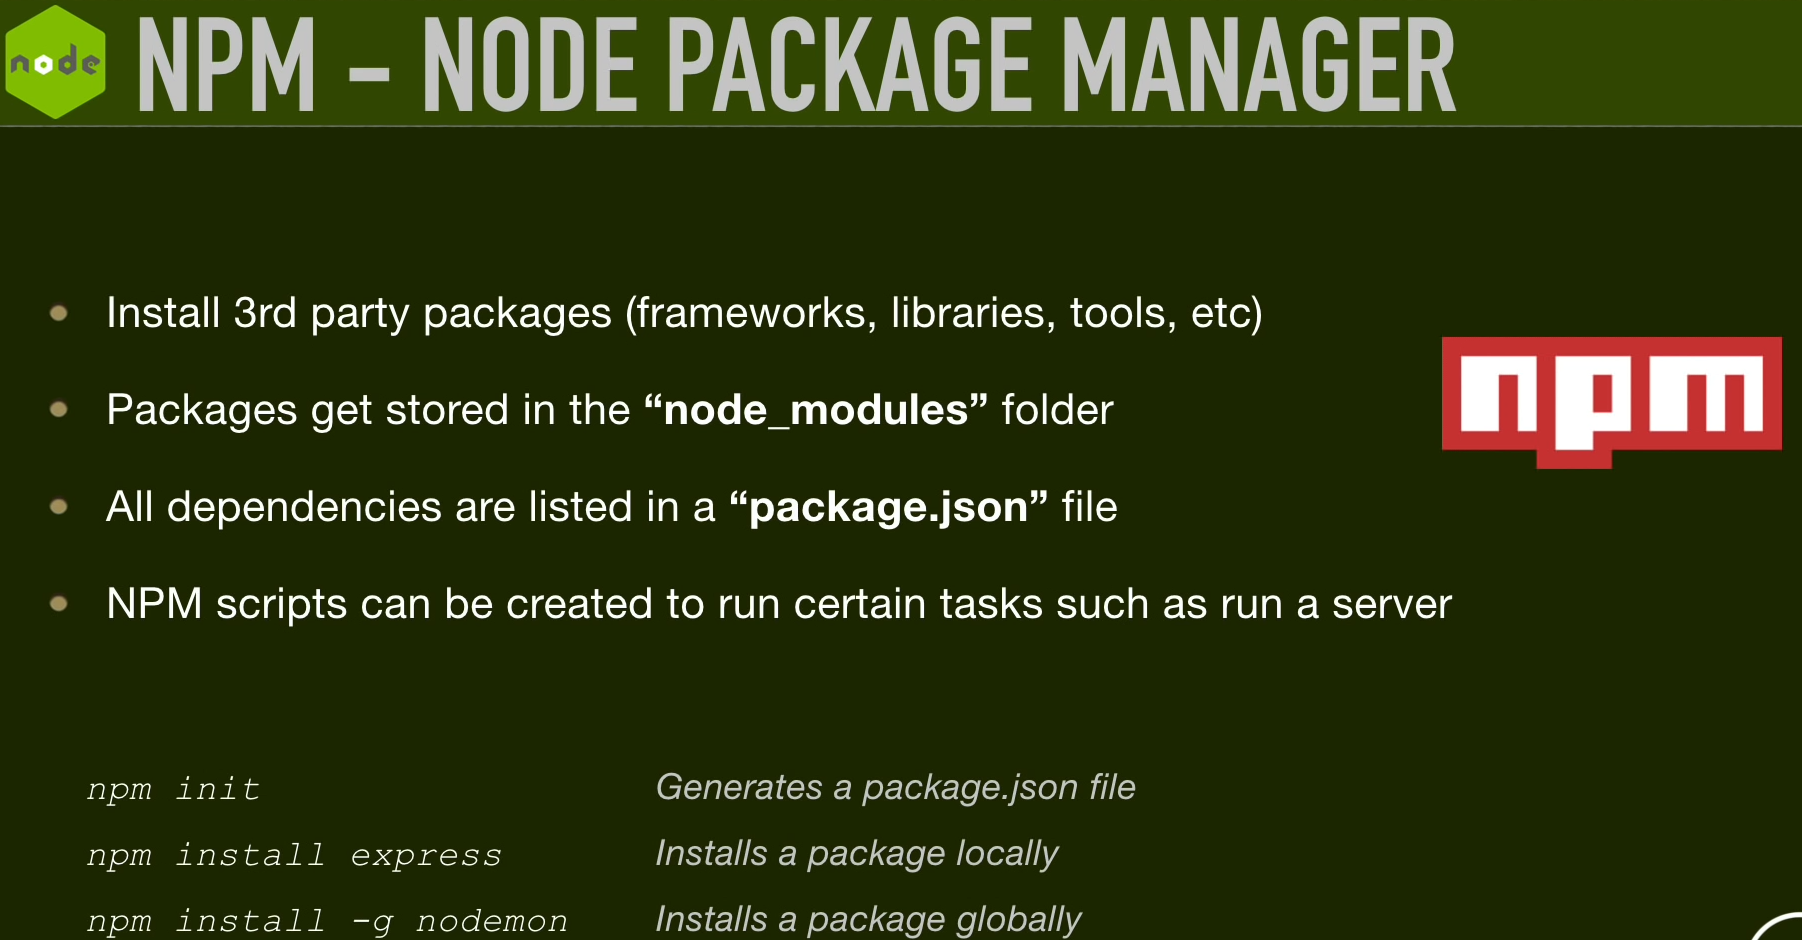 node
NPM – NODE PACKAGE MANAGER
Install 3rd party packages (frameworks, libraries, tools, etc)
Packages get stored in the “node_modules” folder
npm
All dependencies are listed in a “package.json” file
NPM scripts can be created to run certain tasks such as run a server
npm init Generates a package.json file
npm install express Installs a package locally
npm install -g nodemon Installs a package globally